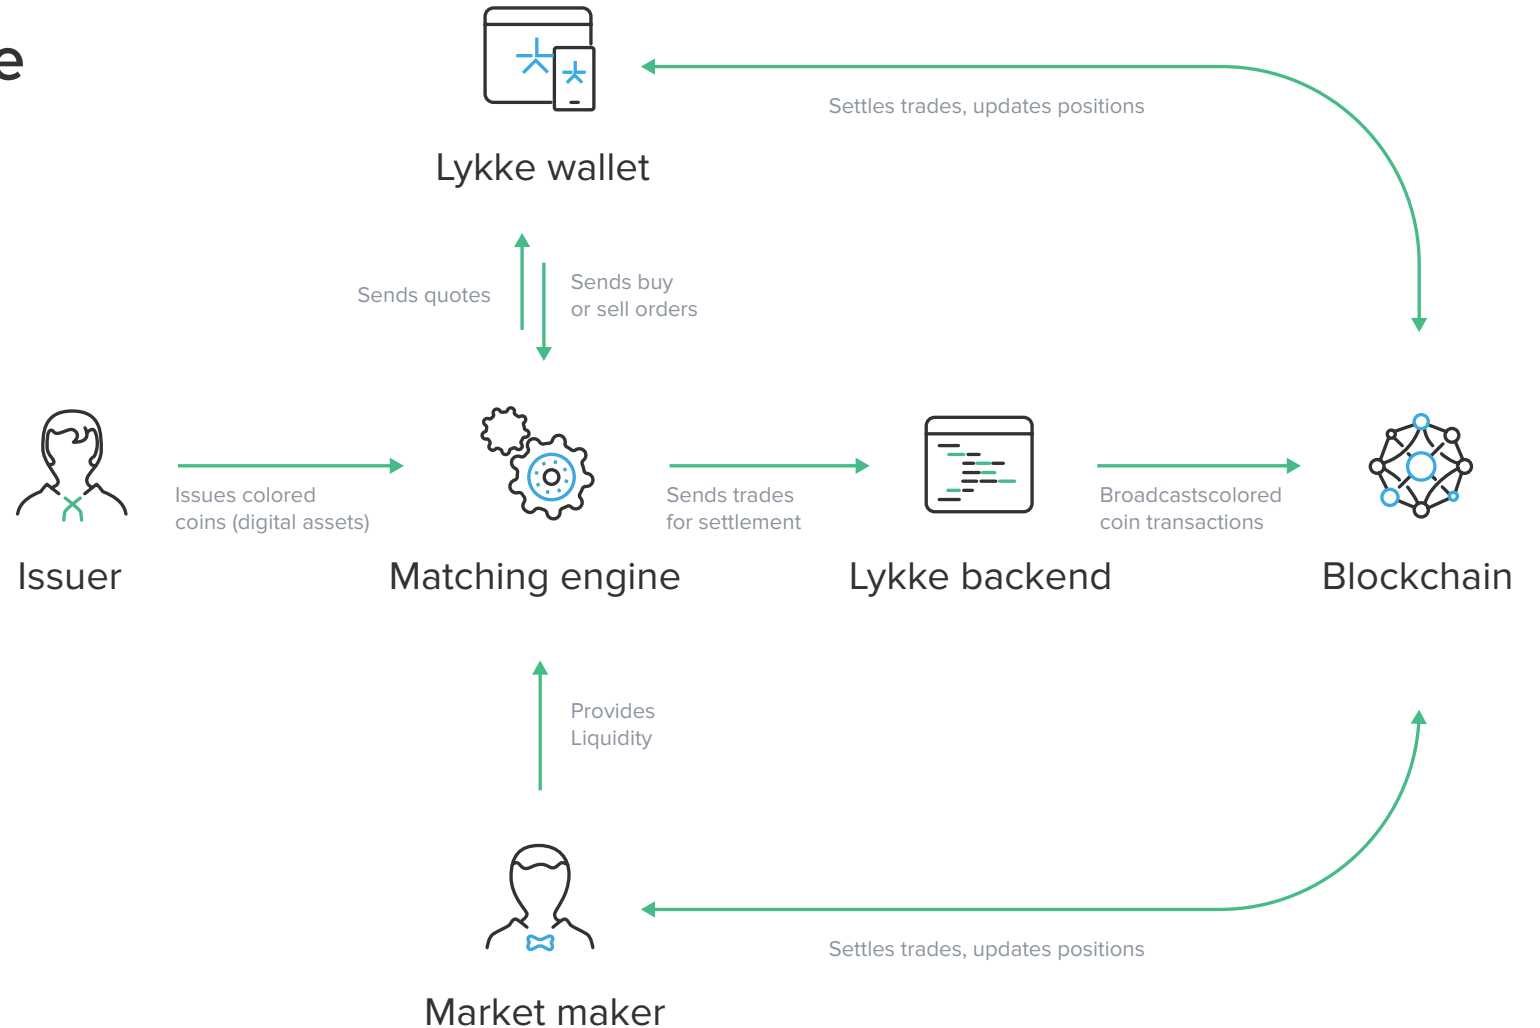 e
Settles trades, updates positions
Lykke wallet
Sends quotes
Sends buy
or sell orders
Issues colored
coins (digital assets)
Sends trades
for settlement
Broadcastscolored
coin transactions
Issuer
Matching engine
Lykke backend
Blockchain
Provides
Liquidity
Settles trades, updates positions
Market maker